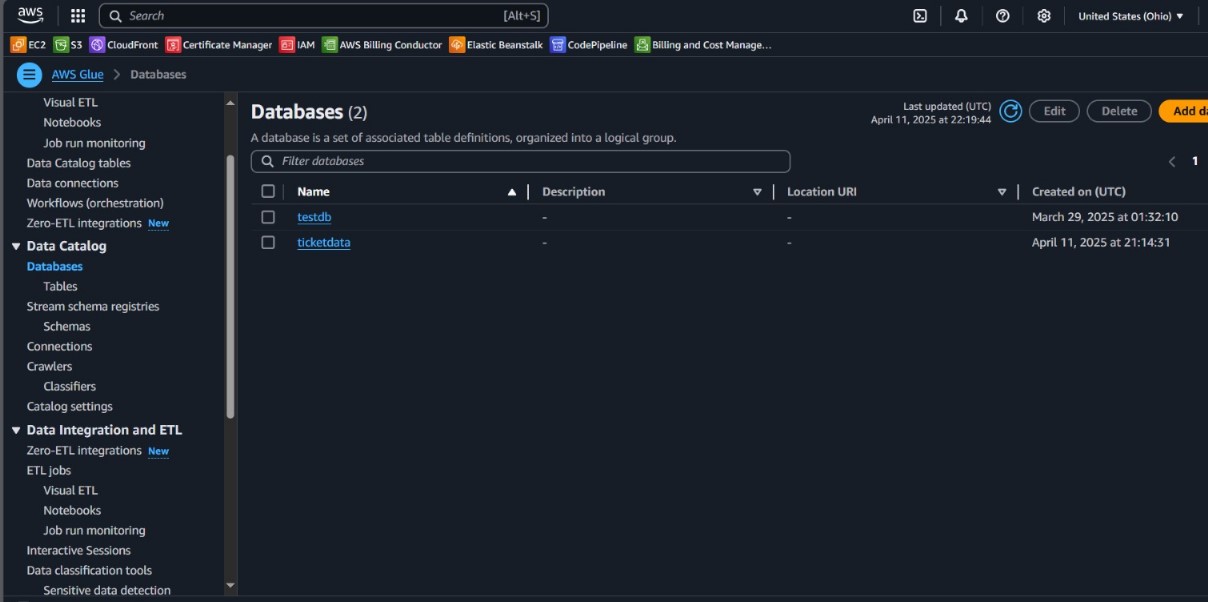 aws
Search [Alt+S]
United States (Ohio)
EC2 S3 CloudFront Certificate Manager IAM AWS Billing Conductor Elastic Beanstalk CodePipeline Billing and Cost Manage...
AWS Glue > Databases
Visual ETL
Notebooks
Job run monitoring
Data Catalog tables
Data connections
Workflows (orchestration)
Zero-ETL integrations New
Data Catalog
Databases
Tables
Stream schema registries
Schemas
Connections
Crawlers
Classifiers
Catalog settings
Data Integration and ETL
Zero-ETL integrations New
ETL jobs
Visual ETL
Notebooks
Job run monitoring
Interactive Sessions
Data classification tools
Sensitive data detection
Databases (2)
Last updated (UTC)
April 11, 2025 at 22:19:44
Edit
Delete
Add da
A database is a set of associated table definitions, organized into a logical group.
Filter databases
< 1
Name Description Location URI Created on (UTC)
testdb - - March 29, 2025 at 01:32:10
ticketdata - - April 11, 2025 at 21:14:31